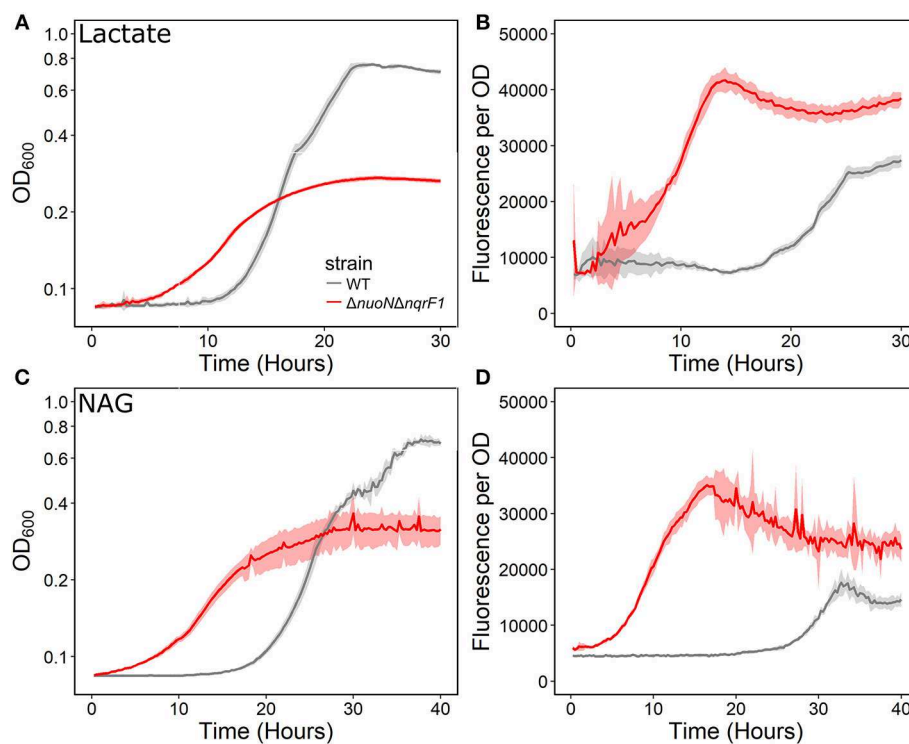 A
Lactate
1.0
0.8
0.6
0.4
0.2
0.1
OD600
strain
WT
ΔnuoNΔnqrF1
0
10
20
30
Time (Hours)
B
50000
40000
30000
20000
10000
0
Fluorescence per OD
0
10
20
30
Time (Hours)
C
NAG
1.0
0.8
0.6
0.4
0.2
0.1
OD600
0
10
20
30
40
Time (Hours)
D
50000
40000
30000
20000
10000
0
Fluorescence per OD
0
10
20
30
40
Time (Hours)